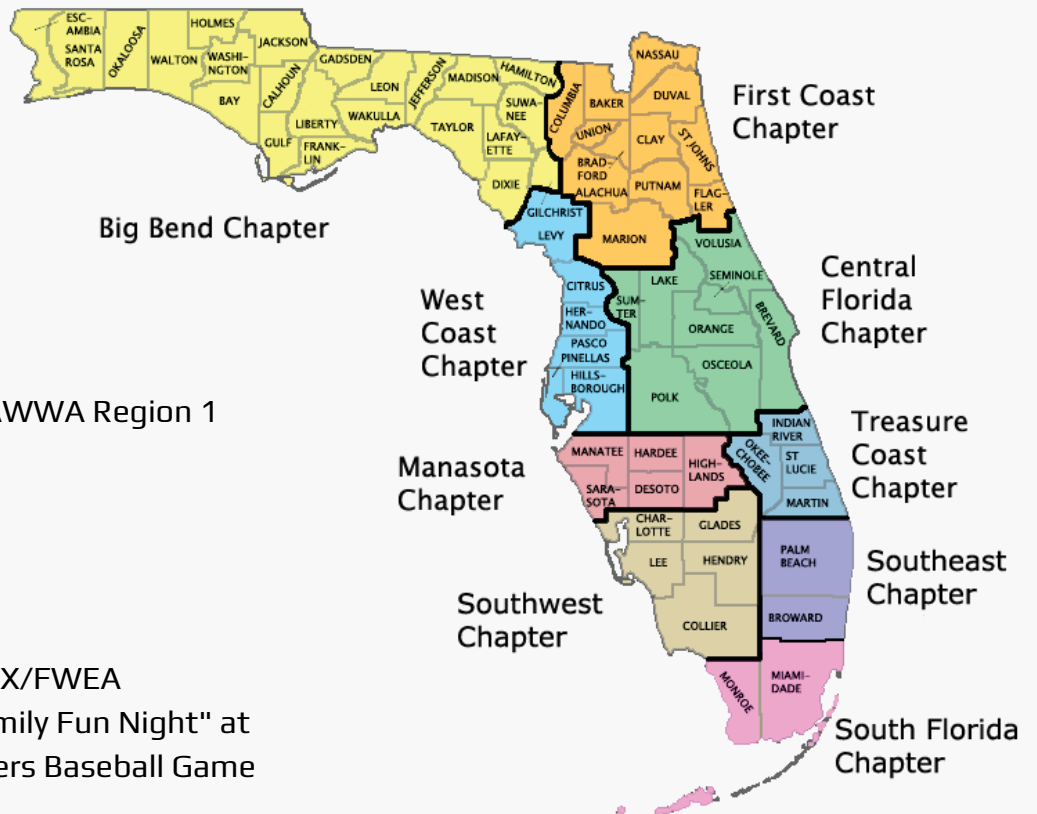 ESC-
AMBIA
SANTA
ROSA
OKALOOSA
WALTON
HOLMES
WASHI-
NGTON
JACKSON
BAY
CALHOUN
GULF
LIBERTY
FRANK-
LIN
GADSDEN
LEON
WAKULLA
JEFFERSON
MADISON
HAMILTON
TAYLOR
SUWA-
NEE
LAFAY-
ETTE
DIXIE
Big Bend Chapter
NASSAU
COLUMBIA
BAKER
DUVAL
UNION
CLAY
ST JOHNS
BRAD-
FORD
ALACHUA
PUTNAM
FLAG-
LER
MARION
First Coast
Chapter
GILCHRIST
LEVY
CITRUS
HER-
NANDO
PASCO
PINELLAS
HILLS-
BOROUGH
West
Coast
Chapter
VOLUSIA
LAKE
SEMINOLE
SUM-
TER
ORANGE
BREVARD
OSCEOLA
POLK
Central
Florida
Chapter
WWA Region 1
MANATEE
HARDEE
HIGH-
LANDS
SARA-
SOTA
DESOTO
Manasota
Chapter
INDIAN
RIVER
OKEE-
CHOBEE
ST
LUCIE
MARTIN
Treasure
Coast
Chapter
CHAR-
LOTTE
GLADES
LEE
HENDRY
COLLIER
Southwest
Chapter
PALM
BEACH
BROWARD
Southeast
Chapter
X/FWEA
mily Fun Night" at
ers Baseball Game
MONROE
MIAMI-
DADE
South Florida
Chapter